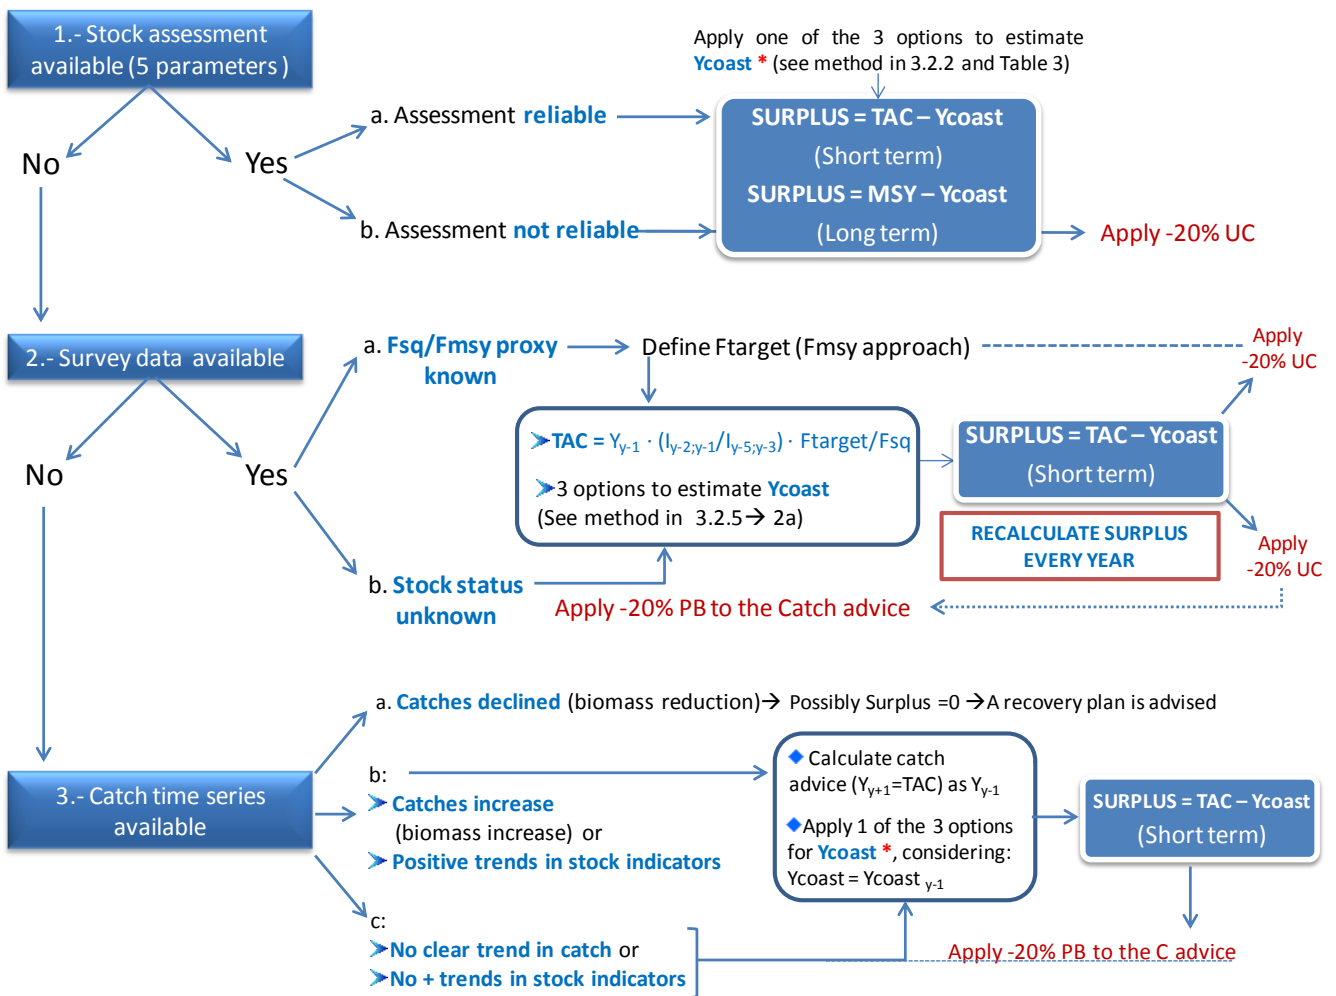 1.- Stock assessment
available (5 parameters )
Apply one of the 3 options to estimate
Ycoast * (see method in 3.2.2 and Table 3)
No
Yes
a. Assessment reliable
b. Assessment not reliable
SURPLUS = TAC – Ycoast
(Short term)
SURPLUS = MSY – Ycoast
(Long term)
Apply -20% UC
2.- Survey data available
No
Yes
a. Fsq/Fmsy proxy
known
Define Ftarget (Fmsy approach)
Apply
-20% UC
➢TAC = Yy-1 · (Iy-2;y-1/Iy-5;y-3) · Ftarget/Fsq
➢3 options to estimate Ycoast
(See method in 3.2.5→ 2a)
SURPLUS = TAC – Ycoast
(Short term)
RECALCULATE SURPLUS
EVERY YEAR
Apply
-20% UC
b. Stock status
unknown
Apply -20% PB to the Catch advice
3.- Catch time series
available
a. Catches declined (biomass reduction)→ Possibly Surplus =0 →A recovery plan is advised
b:
➢Catches increase
(biomass increase) or
➢Positive trends in stock indicators
c:
➢No clear trend in catch or
➢No + trends in stock indicators
◆ Calculate catch
advice (Yy+1=TAC) as Yy-1
◆Apply 1 of the 3 options
for Ycoast *, considering:
Ycoast = Ycoast y-1
SURPLUS = TAC – Ycoast
(Short term)
Apply -20% PB to the C advice